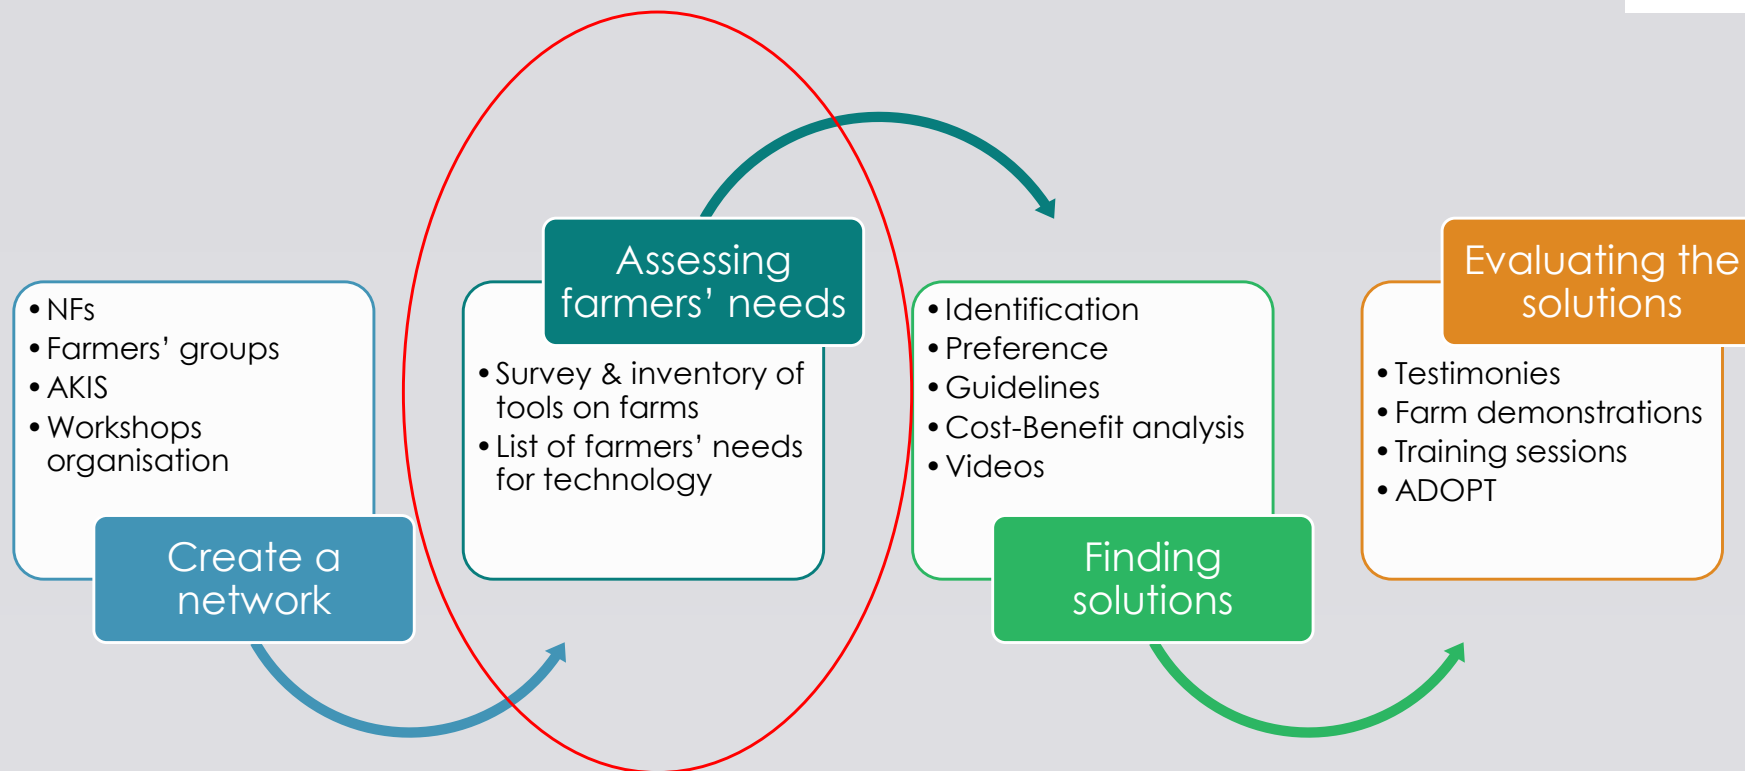 • NFs
• Farmers’ groups
• AKIS
• Workshops
organisation
Create a
network
Assessing
farmers’ needs
• Survey & inventory of
tools on farms
• List of farmers’ needs
for technology
• Identification
• Preference
• Guidelines
• Cost-Benefit analysis
• Videos
Finding
solutions
Evaluating the
solutions
• Testimonies
• Farm demonstrations
• Training sessions
• ADOPT